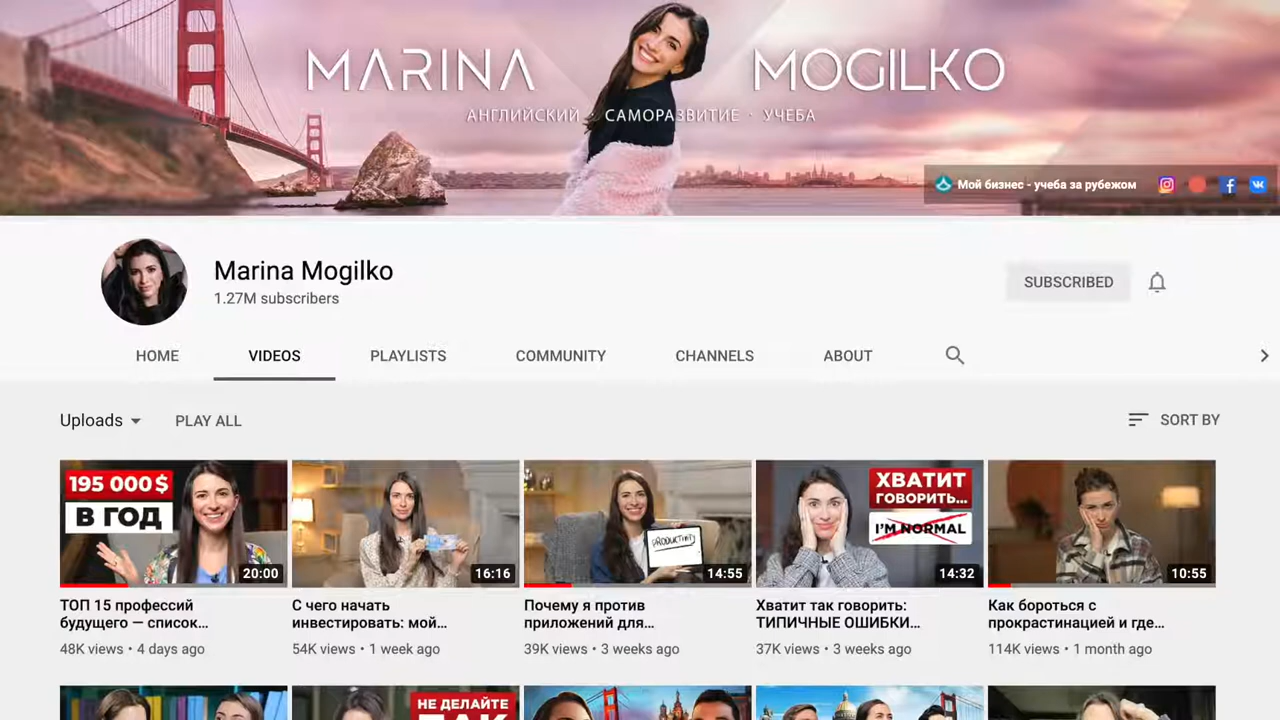 MARINA MOGILKO
АНГЛИЙСКИЙ · САМОРАЗВИТИЕ · УЧЕБА
Мой бизнес - учеба за рубежом
Marina Mogilko
1.27M subscribers
SUBSCRIBED
HOME VIDEOS PLAYLISTS COMMUNITY CHANNELS ABOUT
Uploads PLAY ALL SORT BY
195 000$
В ГОД
20:00
16:16
PRODUCTIVITY
14:55
ХВАТИТ
ГОВОРИТЬ...
I'M NORMAL
14:32
10:55
ТОП 15 профессий
будущего — список...
48K views • 4 days ago
С чего начать
инвестировать: мой...
54K views • 1 week ago
Почему я против
приложений для...
39K views • 3 weeks ago
Хватит так говорить:
ТИПИЧНЫЕ ОШИБКИ...
37K views • 3 weeks ago
Как бороться с
прокрастинацией и где...
114K views • 1 month ago
НЕ ДЕЛАЙТЕ
ТАК